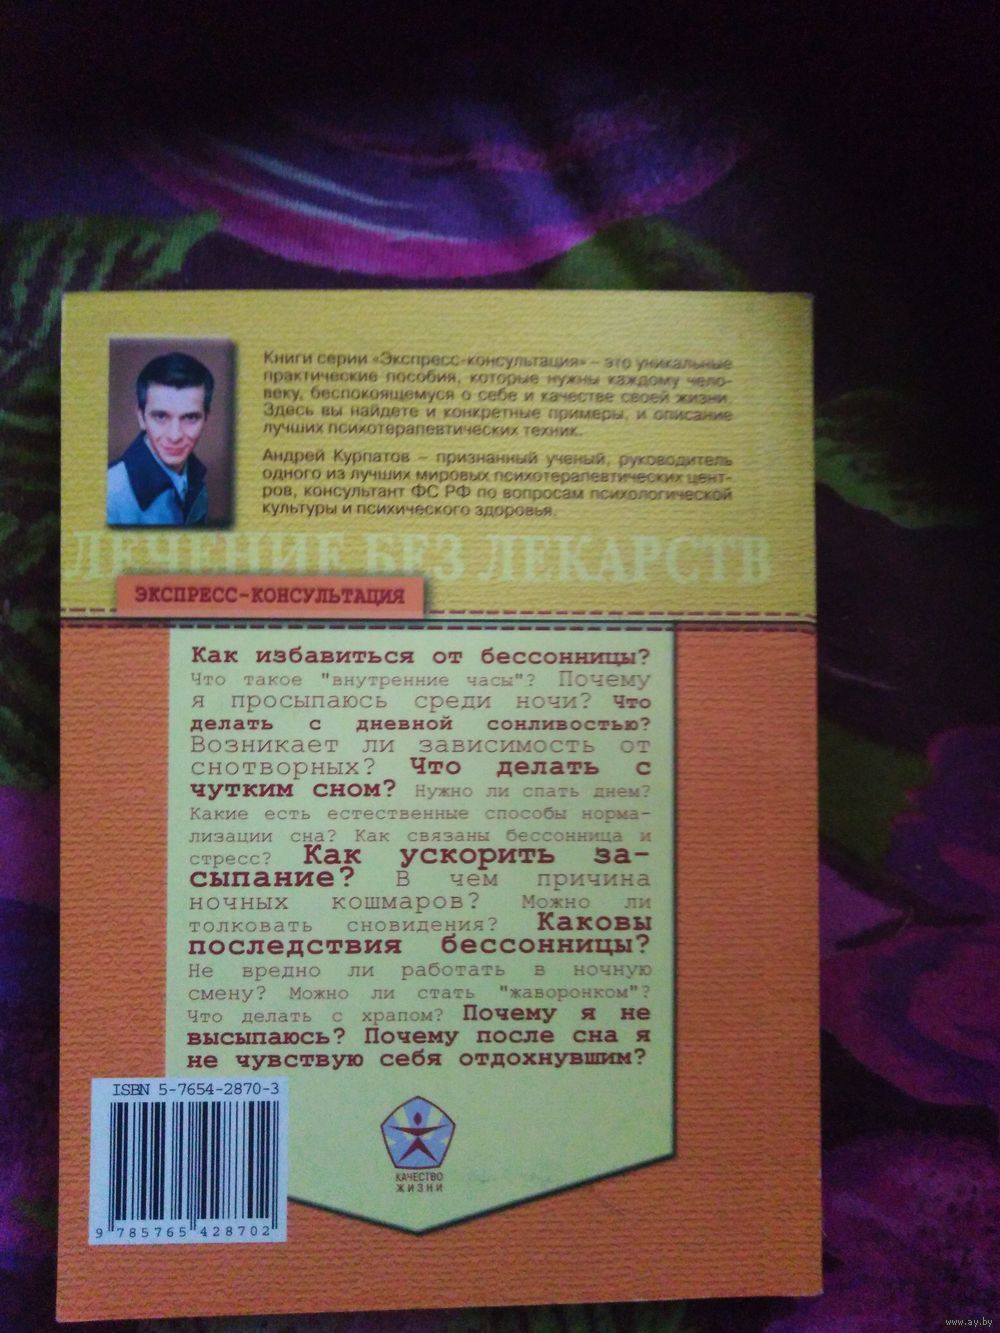 Книги серии «Экспресс-консультация» – это уникальные
практические пособия, которые нужны каждому чело-
веку, беспокоящемуся о себе и качестве своей жизни.
Здесь вы найдете и конкретные примеры, и описание
лучших психотерапевтических техник.
Андрей Курпатов – признанный ученый, руководитель
одного из лучших мировых психотерапевтических цент-
ров, консультант ФС РФ по вопросам психологической
культуры и психического здоровья.
ЛЕЧЕНИЕ БЕЗ ЛЕКАРСТВ
ЭКСПРЕСС-КОНСУЛЬТАЦИЯ
Как избавиться от бессонницы?
Что такое "внутренние часы"? Почему
я просыпаюсь среди ночи? Что
делать с дневной сонливостью?
Возникает ли зависимость от
снотворных? Что делать с
чутким сном? Нужно ли спать днем?
Какие есть естественные способы норма-
лизации сна? Как связаны бессонница и
стресс? Как ускорить за-
сыпание? В чем причина
ночных кошмаров? Можно ли
толковать сновидения? Каковы
последствия бессонницы?
Не вредно ли работать в ночную
смену? Можно ли стать "жаворонком"?
Что делать с храпом? Почему я не
высыпаюсь? Почему после сна я
не чувствую себя отдохнувшим?
ISBN 5-7654-2870-3
9 785765 428702
КАЧЕСТВО
ЖИЗНИ
www.ay.by